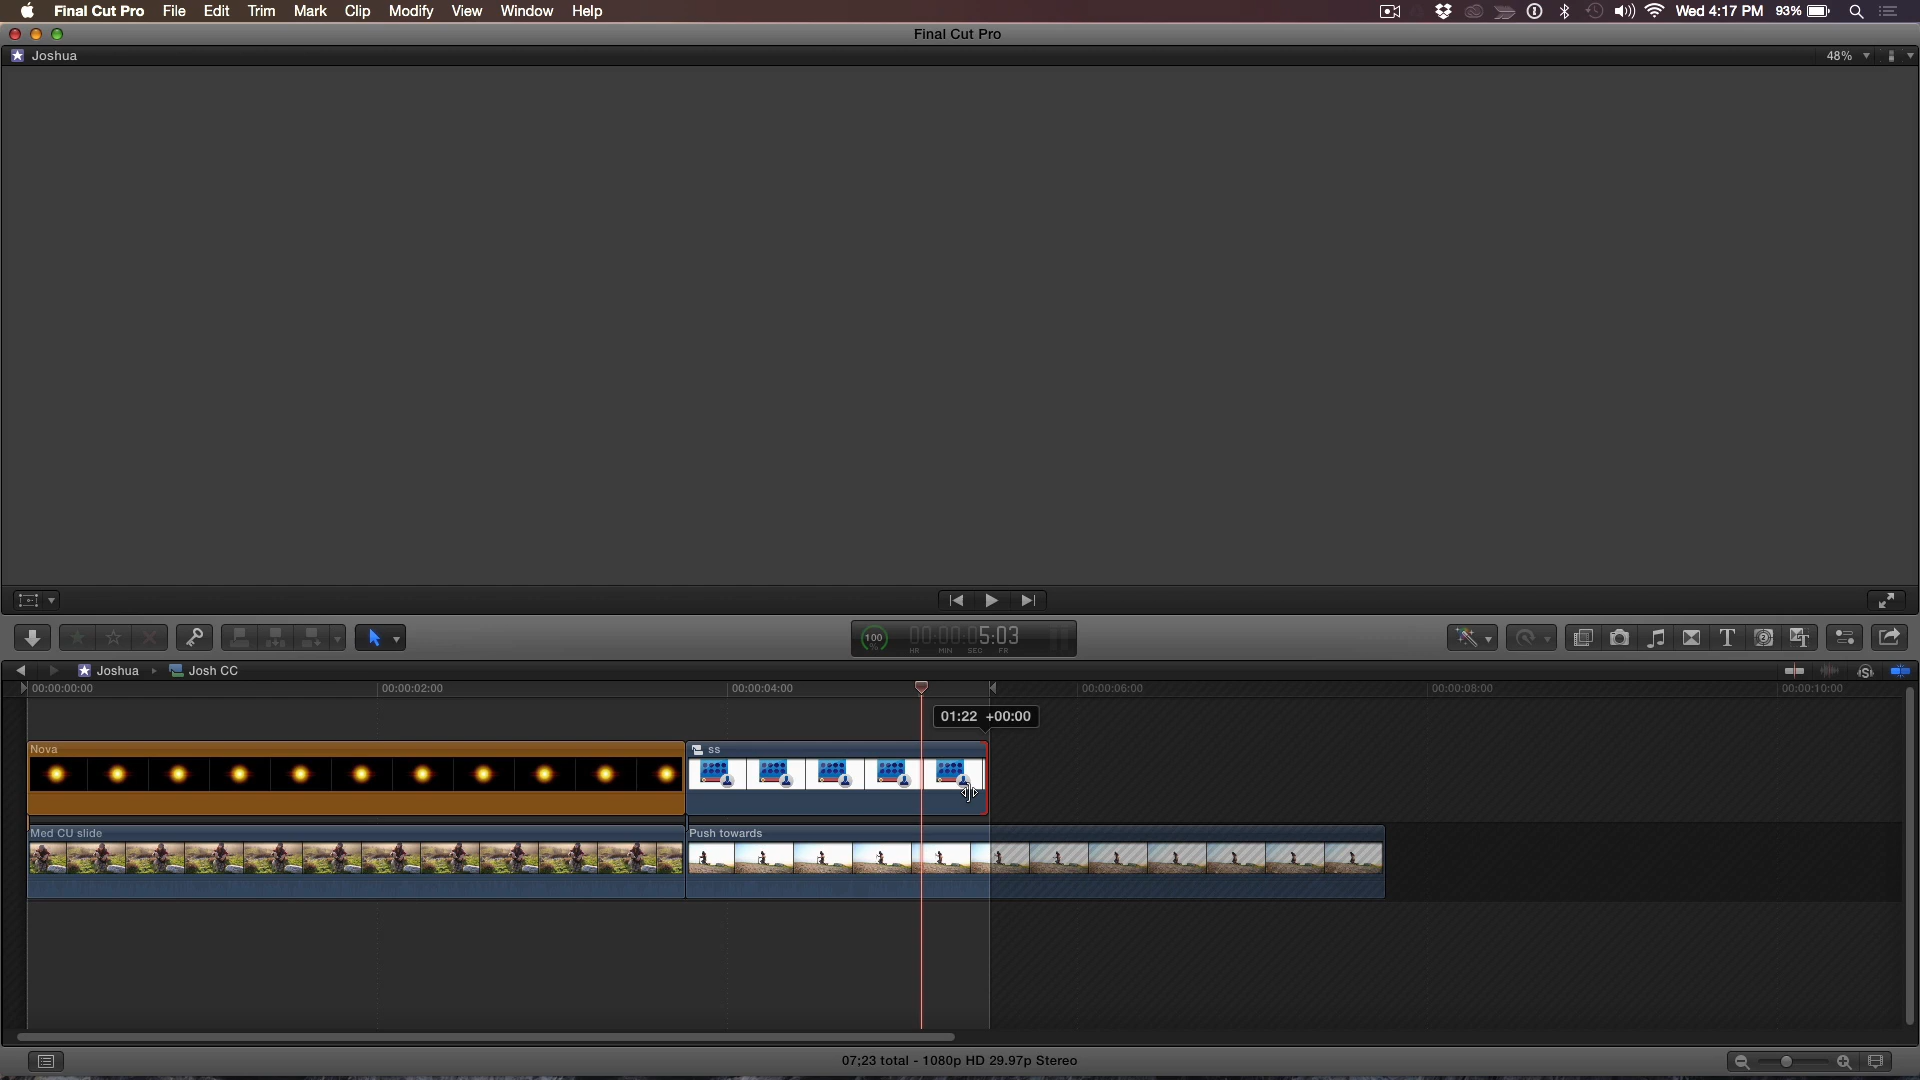 Final Cut Pro File Edit Trim Mark Clip Modify View Window Help Wed 4:17 PM 93%
Final Cut Pro
Joshua 48%
100 % 00:00:05:03
HR MIN SEC FR
Joshua Josh CC
00:00:00:00 00:00:02:00 00:00:04:00 00:00:06:00 00:00:08:00 00:00:10:00
01:22 +00:00
Nova ss
Med CU slide Push towards
07;23 total - 1080p HD 29.97p Stereo